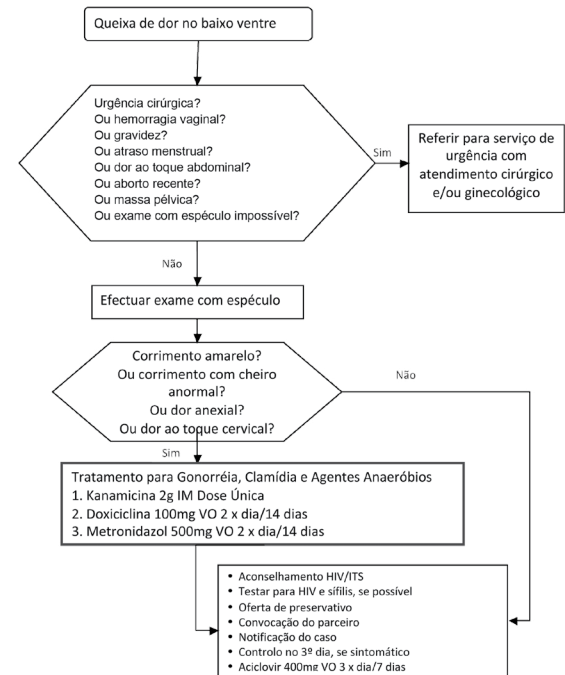 Queixa de dor no baixo ventre
Urgência cirúrgica?
Ou hemorragia vaginal?
Ou gravidez?
Ou atraso menstrual?
Ou dor ao toque abdominal?
Ou aborto recente?
Ou massa pélvica?
Ou exame com espéculo impossível?
Sim
Referir para serviço de
urgência com
atendimento cirúrgico
e/ou ginecológico
Não
Efectuar exame com espéculo
Corrimento amarelo?
Ou corrimento com cheiro
anormal?
Ou dor anexial?
Ou dor ao toque cervical?
Não
Sim
Tratamento para Gonorréia, Clamídia e Agentes Anaeróbios
1. Kanamicina 2g IM Dose Única
2. Doxiciclina 100mg VO 2 x dia/14 dias
3. Metronidazol 500mg VO 2 x dia/14 dias
• Aconselhamento HIV/ITS
• Testar para HIV e sífilis, se possível
• Oferta de preservativo
• Convocação do parceiro
• Notificação do caso
• Controlo no 3º dia, se sintomático
• Aciclovir 400mg VO 3 x dia/7 dias